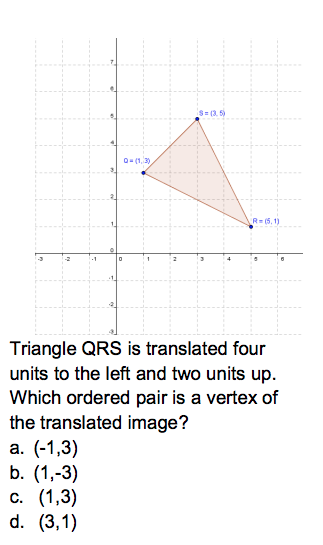 7
6
5
S = (3, 5)
4
Q = (1, 3)
3
2
1
R = (5, 1)
0
-3 -2 -1 0 1 2 3 4 5 6
-1
-2
-3
Triangle QRS is translated four
units to the left and two units up.
Which ordered pair is a vertex of
the translated image?
a. (-1,3)
b. (1,-3)
c. (1,3)
d. (3,1)